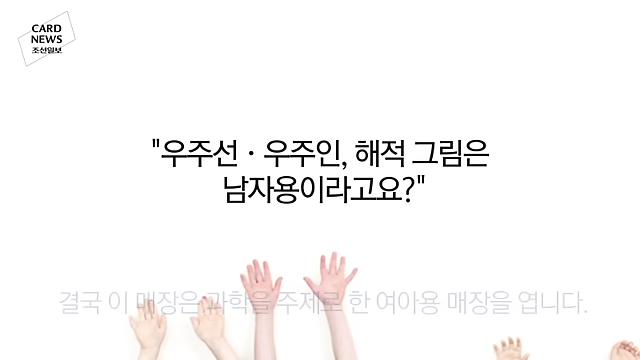 CARD
NEWS
조선일보
"우주선 · 우주인, 해적 그림은
남자용이라고요?"
결국 이 매장은 과학을 주제로 한 여아용 매장을 엽니다.